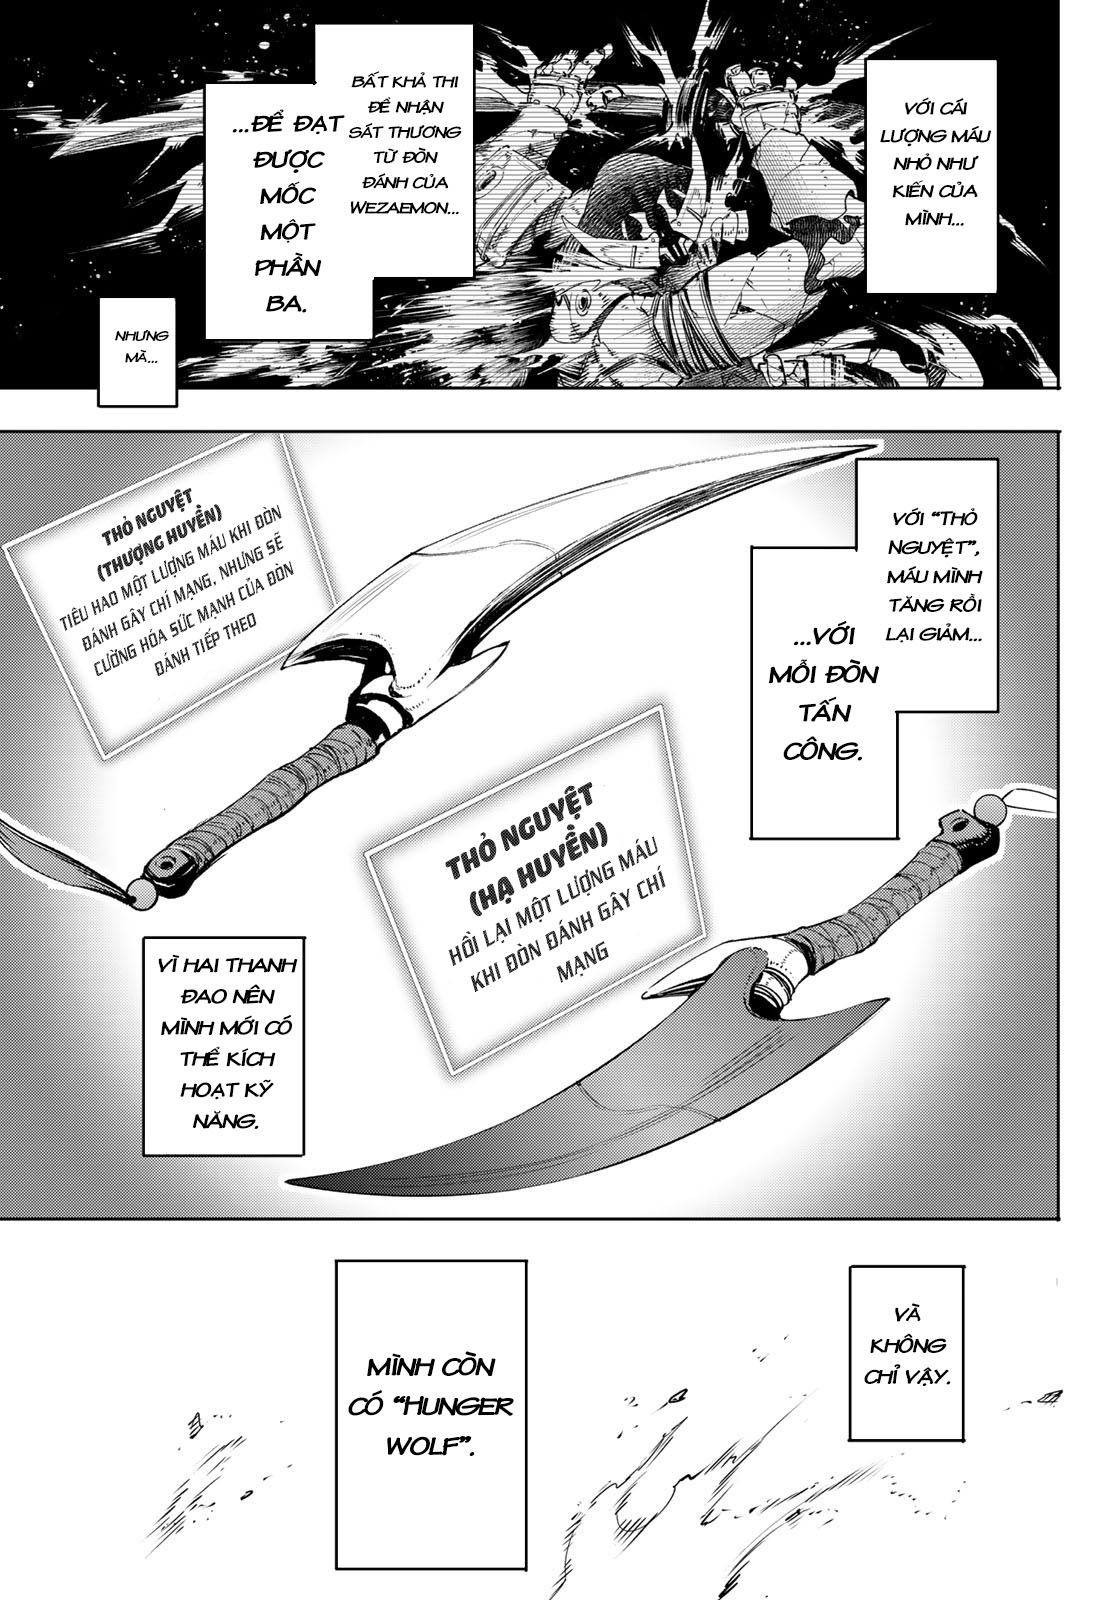 VỚI CÁI
LƯỢNG MÁU
NHỎ NHƯ
KIẾN CỦA
MÌNH...
BẤT KHẢ THI
ĐỂ NHẬN
SÁT THƯƠNG
TỪ ĐÒN
ĐÁNH CỦA
WEZAEMON...
...ĐỂ ĐẠT
ĐƯỢC
MỐC
MỘT
PHẦN
BA.
NHƯNG
MÀ...
VỚI "THỎ
NGUYỆT",
MÁU MÌNH
TĂNG RỒI
LẠI GIẢM...
...VỚI
MỖI ĐÒN
TẤN
CÔNG.
THỎ NGUYỆT
(THƯỢNG HUYỀN)
TIÊU HAO MỘT LƯỢNG MÁU KHI ĐÒN
ĐÁNH GÂY CHÍ MẠNG, NHƯNG SẼ
CƯỜNG HÓA SỨC MẠNH CỦA ĐÒN
ĐÁNH TIẾP THEO
THỎ NGUYỆT
(HẠ HUYỀN)
HỒI LẠI MỘT LƯỢNG MÁU
KHI ĐÒN ĐÁNH GÂY CHÍ
MẠNG
VÌ HAI THANH
ĐAO NÊN
MÌNH MỚI CÓ
THỂ KÍCH
HOẠT KỸ
NĂNG.
VÀ
KHÔNG
CHỈ VẬY.
MÌNH CÒN
CÓ "HUNGER
WOLF".